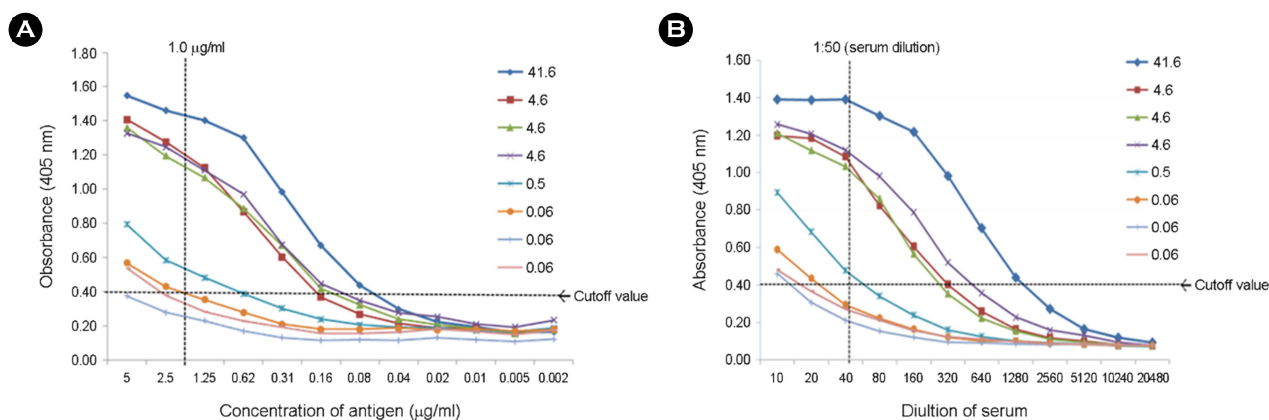 A
1.0 μg/ml
1.80
1.60
1.40
1.20
1.00
0.80
0.60
0.40
0.20
0.00
Obsorbance (405 nm)
41.6
4.6
4.6
4.6
0.5
0.06
0.06
0.06
Cutoff value
5 2.5 1.25 0.62 0.31 0.16 0.08 0.04 0.02 0.01 0.005 0.002
Concentration of antigen (μg/ml)
B
1:50 (serum dilution)
1.60
1.40
1.20
1.00
0.80
0.60
0.40
0.20
0.00
Absorbance (405 nm)
41.6
4.6
4.6
4.6
0.5
0.06
0.06
0.06
Cutoff value
10 20 40 80 160 320 640 1280 2560 5120 10240 20480
Diultion of serum